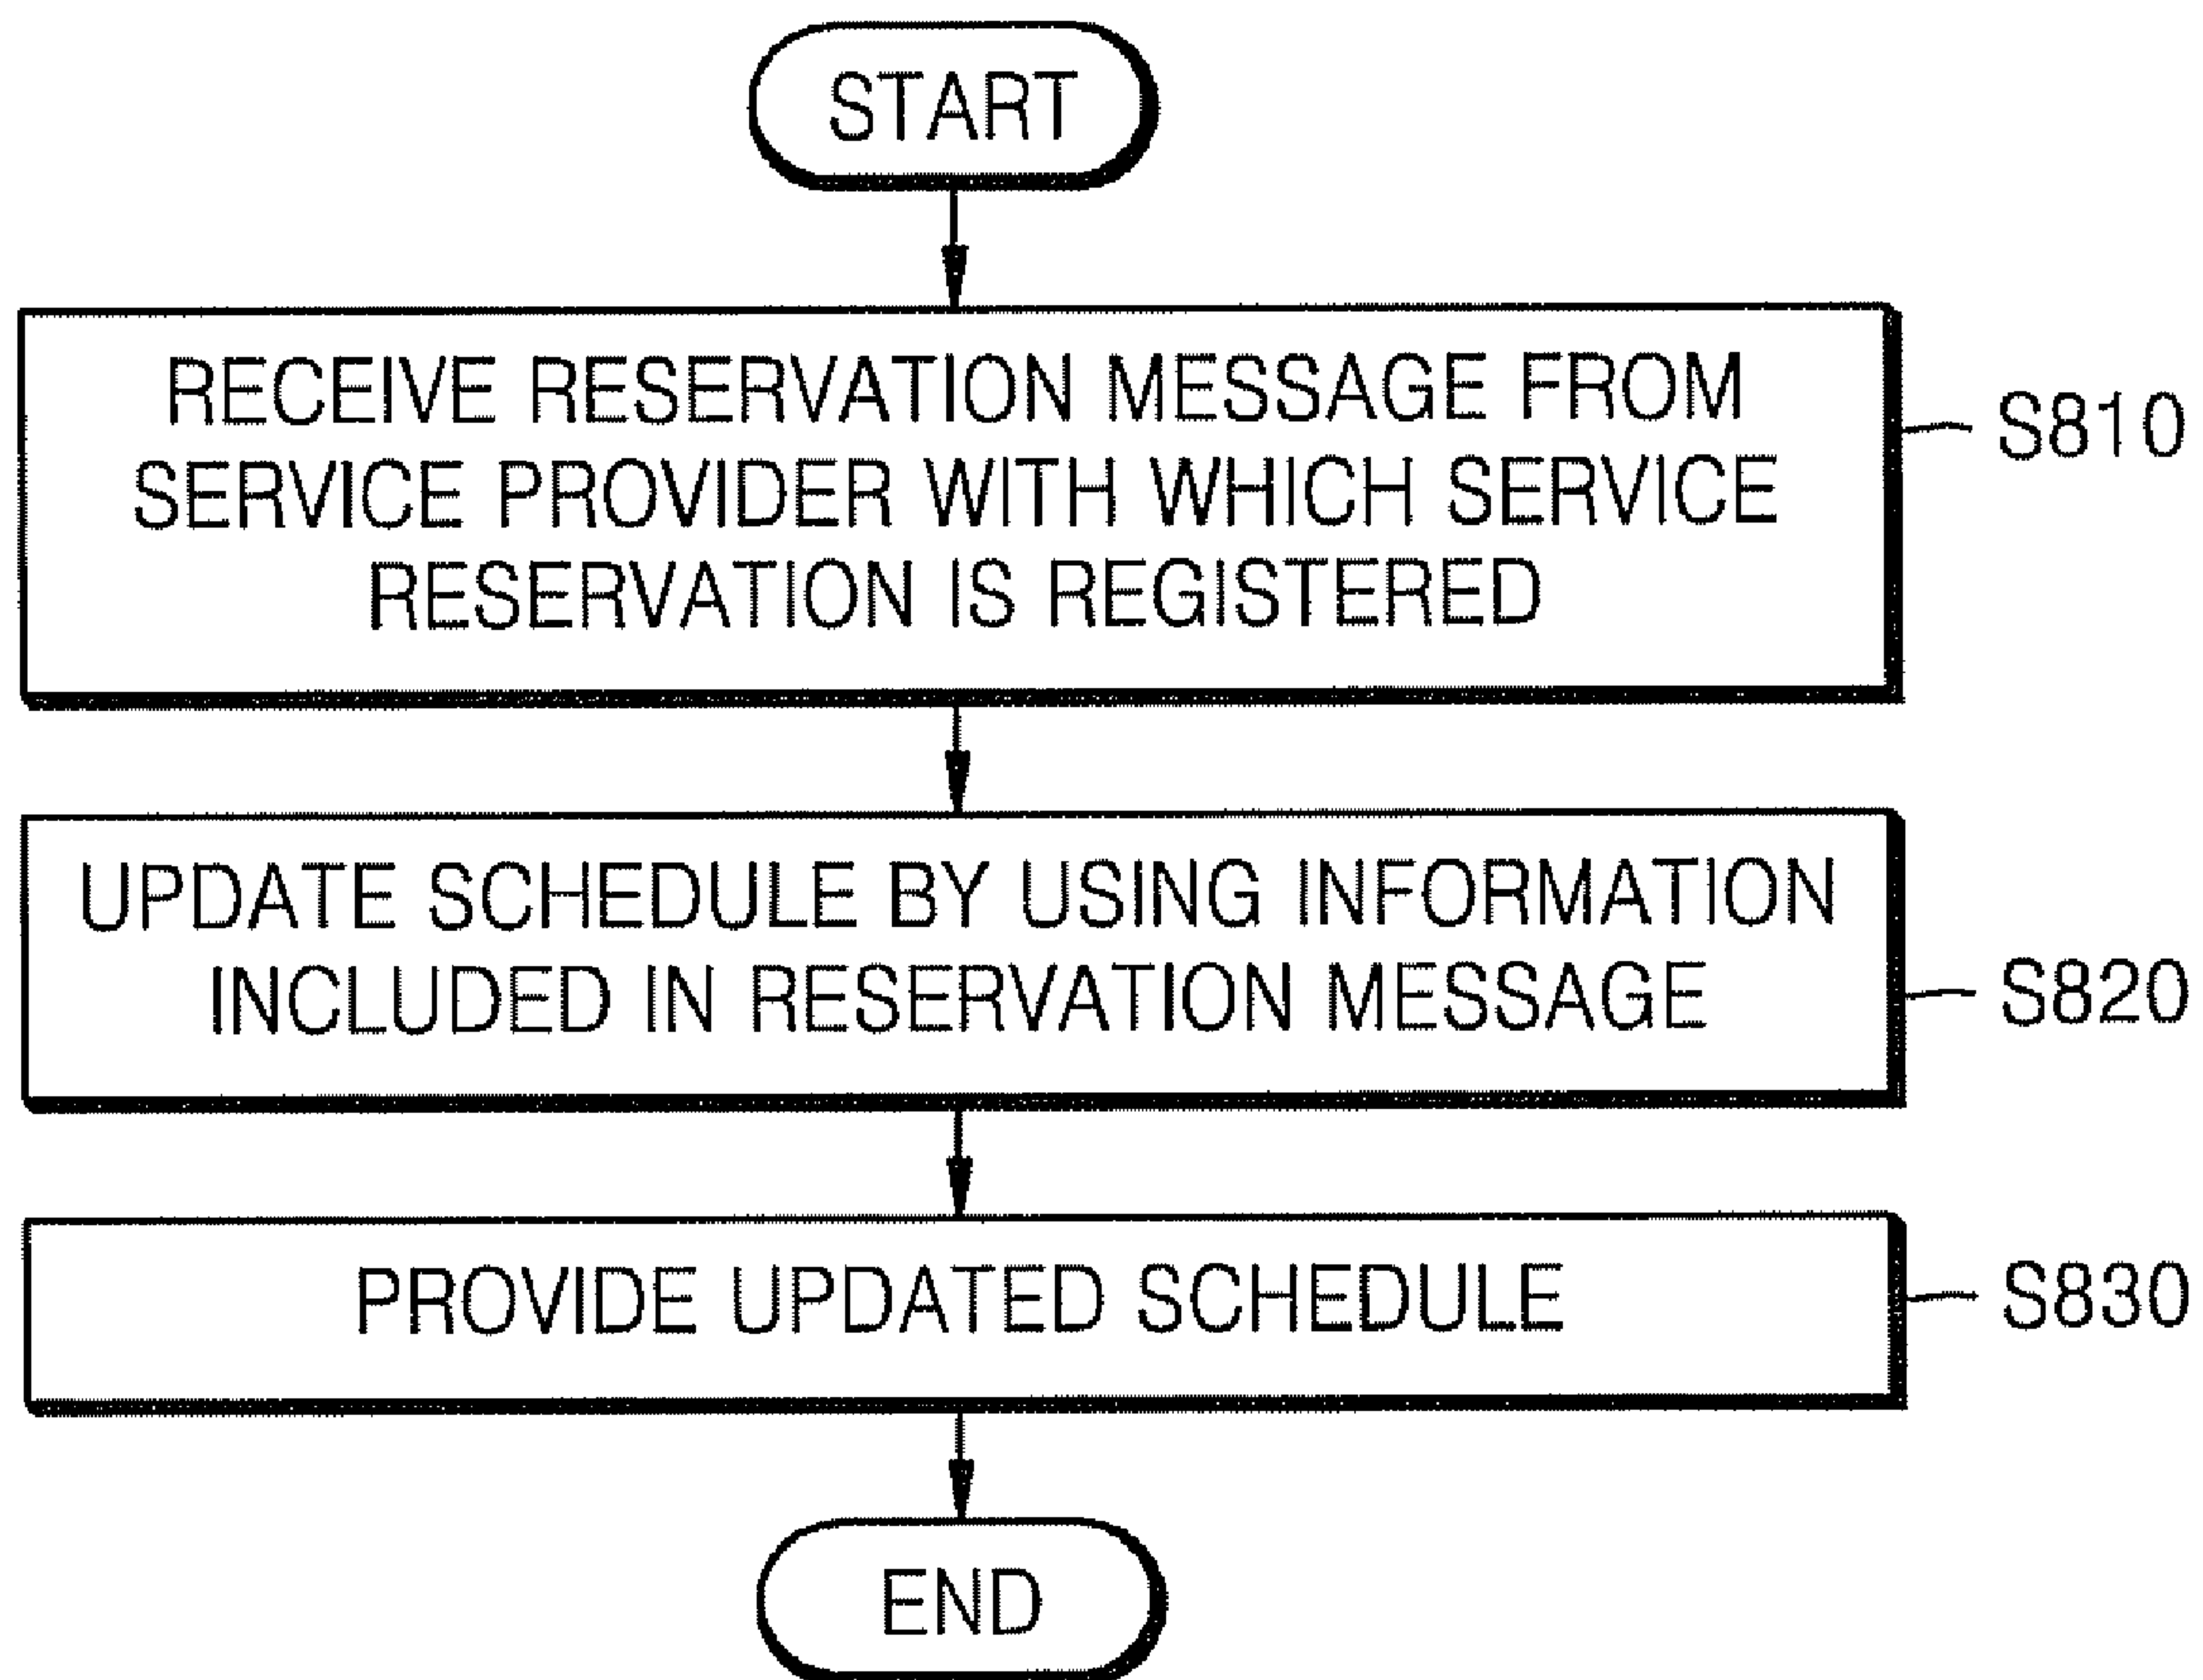 START
RECEIVE RESERVATION MESSAGE FROM
SERVICE PROVIDER WITH WHICH SERVICE
RESERVATION IS REGISTERED
S810
UPDATE SCHEDULE BY USING INFORMATION
INCLUDED IN RESERVATION MESSAGE
S820
PROVIDE UPDATED SCHEDULE
S830
END